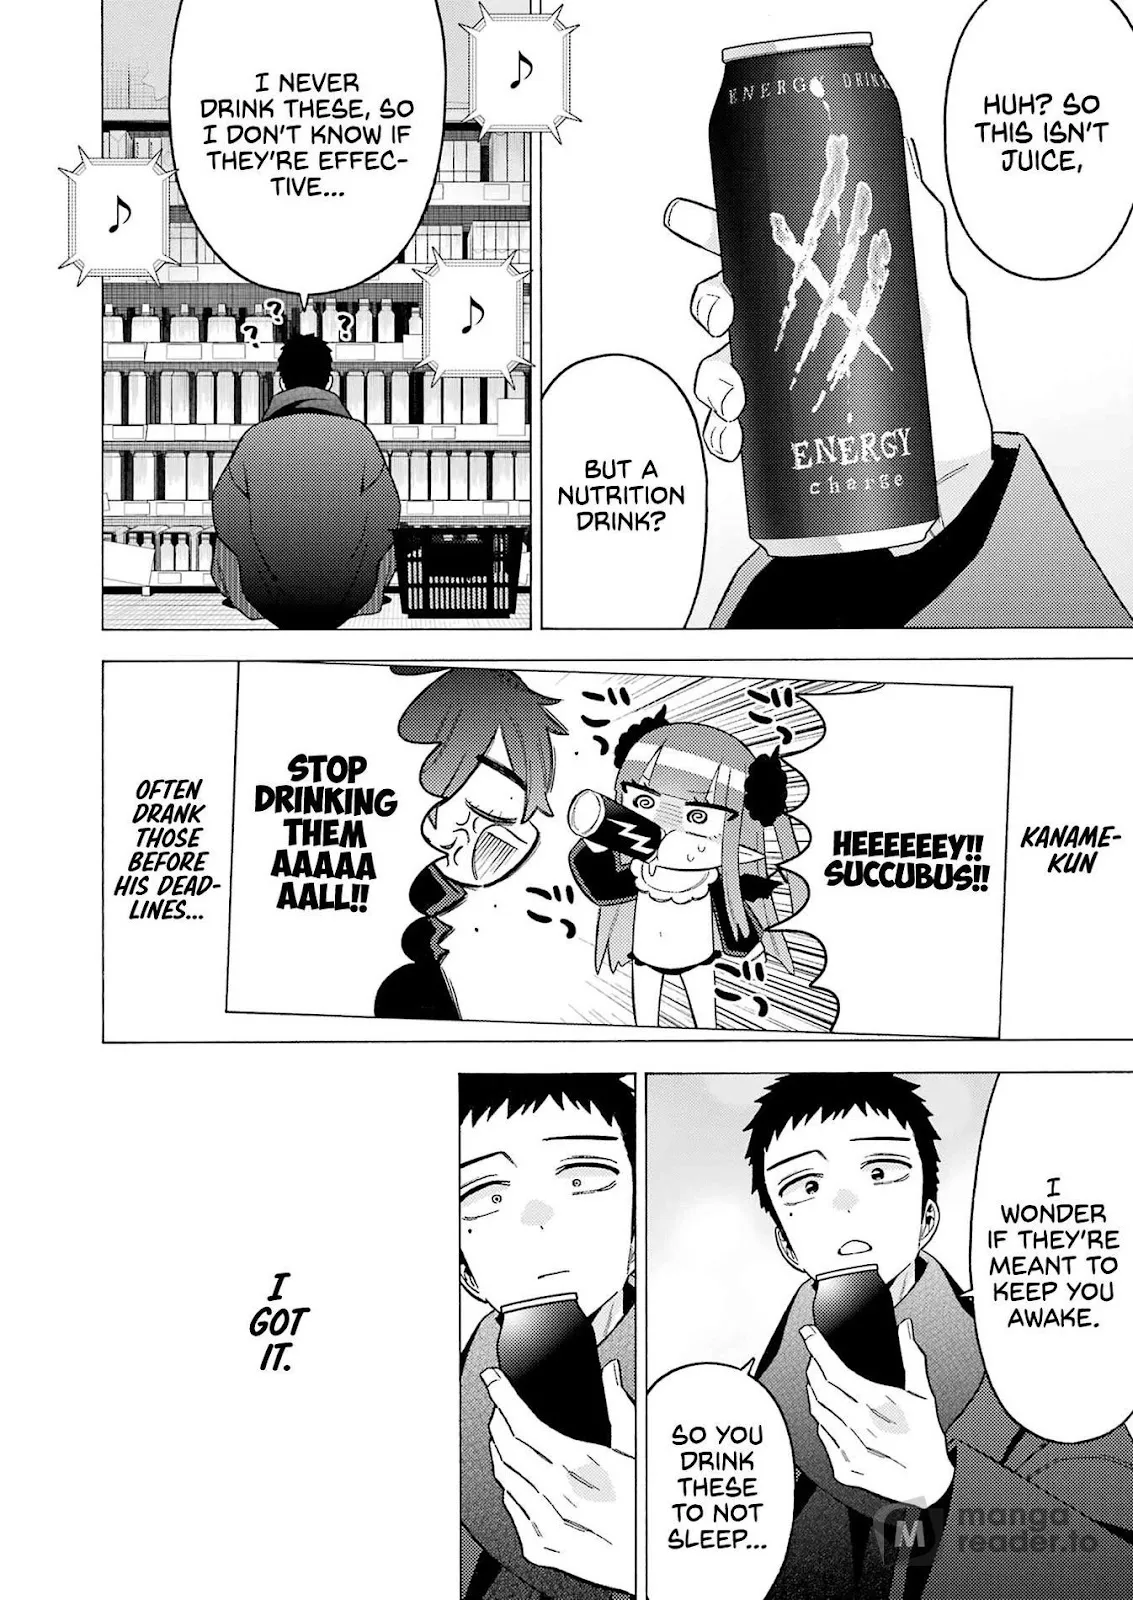 HUH? SO
THIS ISN'T
JUICE,
ENERGY DRINK
ENERGY
charge
BUT A
NUTRITION
DRINK?
♪
♪
♪
I NEVER
DRINK THESE, SO
I DON'T KNOW IF
THEY'RE EFFEC-
TIVE...
? ? ?
KANAME-
KUN
HEEEEEEY!!
SUCCUBUS!!
STOP
DRINKING
THEM
AAAAA
AALL!!
OFTEN
DRANK
THOSE
BEFORE
HIS DEAD-
LINES...
I
WONDER
IF THEY'RE
MEANT TO
KEEP YOU
AWAKE.
SO YOU
DRINK
THESE
TO NOT
SLEEP...
I
GOT
IT.
M
manga
reader.to